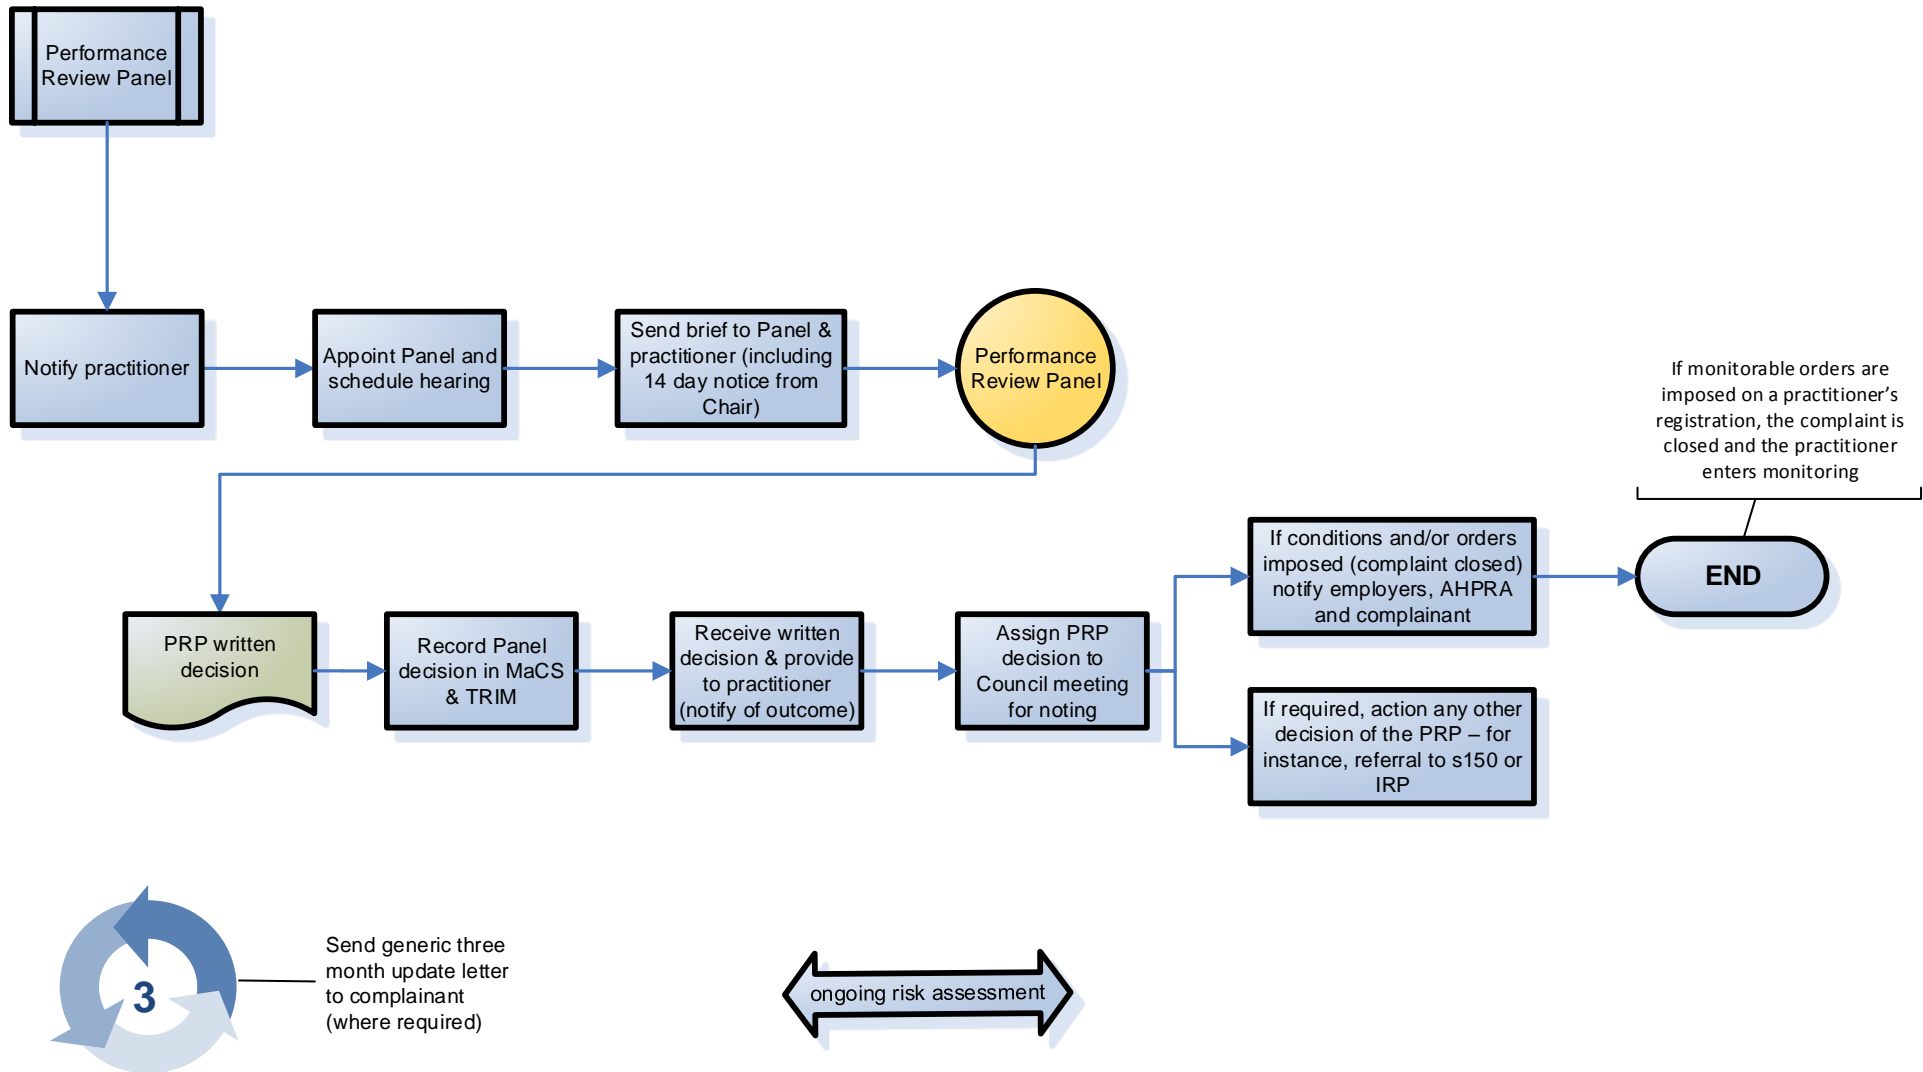 Performance
Review Panel
Notify practitioner
Appoint Panel and
schedule hearing
Send brief to Panel &
practitioner (including
14 day notice from
Chair)
Performance
Review Panel
If monitorable orders are
imposed on a practitioner’s
registration, the complaint is
closed and the practitioner
enters monitoring
PRP written
decision
Record Panel
decision in MaCS
& TRIM
Receive written
decision & provide
to practitioner
(notify of outcome)
Assign PRP
decision to
Council meeting
for noting
If conditions and/or orders
imposed (complaint closed)
notify employers, AHPRA
and complainant
END
If required, action any other
decision of the PRP – for
instance, referral to s150 or
IRP
3
Send generic three
month update letter
to complainant
(where required)
ongoing risk assessment